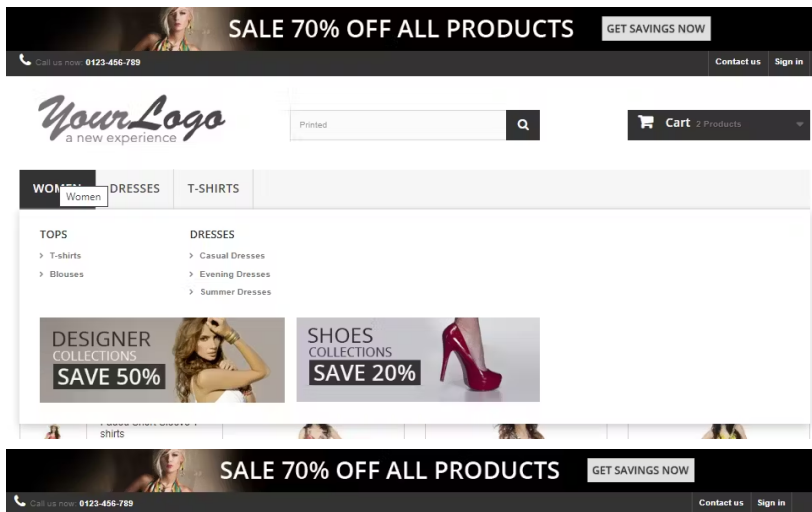 SALE 70% OFF ALL PRODUCTS GET SAVINGS NOW
Call us now: 0123-456-789 Contact us Sign in
YourLogo
a new experience
Printed
Cart 2 Products
WOMEN DRESSES T-SHIRTS
Women
TOPS DRESSES
> T-shirts > Casual Dresses
> Blouses > Evening Dresses
> Summer Dresses
DESIGNER
COLLECTIONS
SAVE 50%
SHOES
COLLECTIONS
SAVE 20%
shirts
SALE 70% OFF ALL PRODUCTS GET SAVINGS NOW
Call us now: 0123-456-789 Contact us Sign in